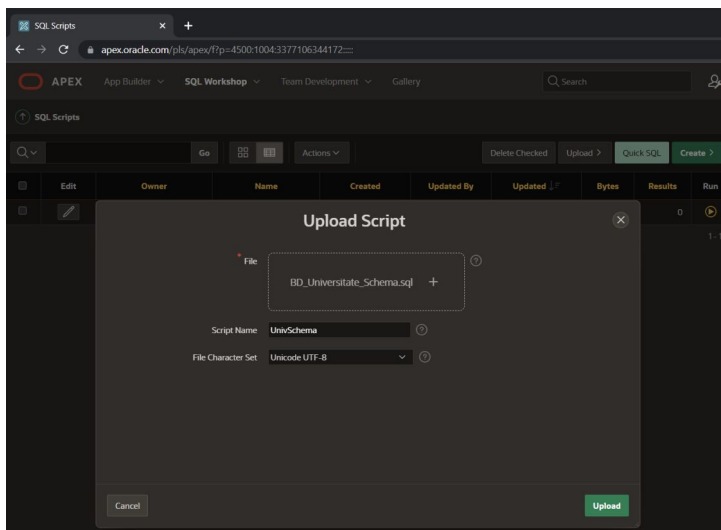 SQL Scripts
apex.oracle.com/pls/apex/f?p=4500:1004:3377106344172:::::
APEX App Builder SQL Workshop Team Development Gallery Search
SQL Scripts
Go Actions Delete Checked Upload > Quick SQL Create >
Edit Owner Name Created Updated By Updated Bytes Results Run
0
Upload Script
1 - 1
* File
BD_Universitate_Schema.sql +
Script Name UnivSchema
File Character Set Unicode UTF-8
Cancel Upload